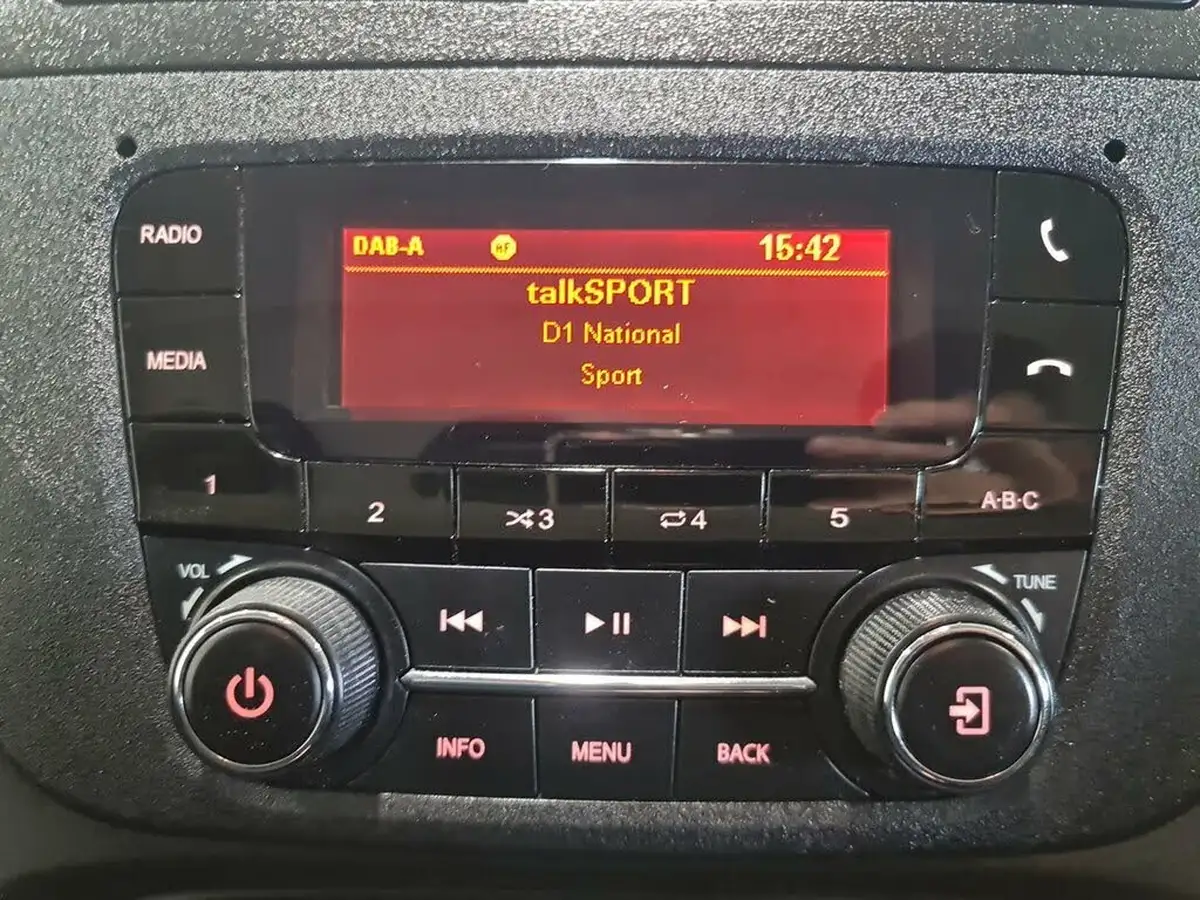 RADIO
DAB-A AF 15:42
talkSPORT
D1 National
Sport
MEDIA
1 2 3 4 5 A·B·C
VOL
TUNE
INFO MENU BACK